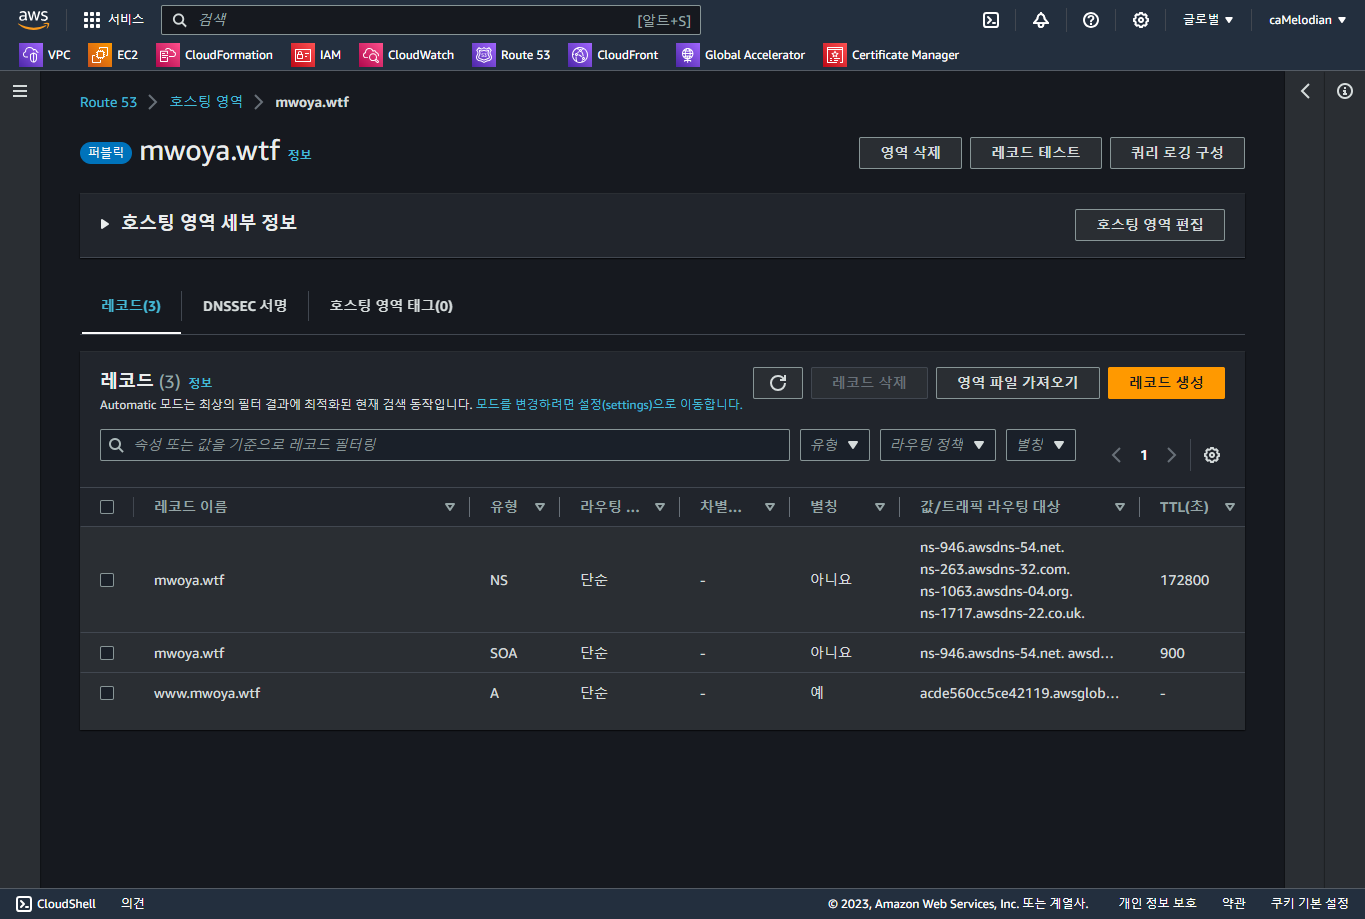 aws 서비스 검색 [알트+S] 글로벌 caMelodian
VPC EC2 CloudFormation IAM CloudWatch Route 53 CloudFront Global Accelerator Certificate Manager
Route 53 호스팅 영역 mwoya.wtf
퍼블릭 mwoya.wtf 정보 영역 삭제 레코드 테스트 쿼리 로깅 구성
호스팅 영역 세부 정보 호스팅 영역 편집
레코드(3) DNSSEC 서명 호스팅 영역 태그(0)
레코드 (3) 정보 레코드 삭제 영역 파일 가져오기 레코드 생성
Automatic 모드는 최상의 필터 결과에 최적화된 현재 검색 동작입니다. 모드를 변경하려면 설정(settings)으로 이동합니다.
속성 또는 값을 기준으로 레코드 필터링 유형 라우팅 정책 별칭 1
레코드 이름 유형 라우팅 ... 차별... 별칭 값/트래픽 라우팅 대상 TTL(초)
mwoya.wtf NS 단순 - 아니요 ns-946.awsdns-54.net. 172800
ns-263.awsdns-32.com.
ns-1063.awsdns-04.org.
ns-1717.awsdns-22.co.uk.
mwoya.wtf SOA 단순 - 아니요 ns-946.awsdns-54.net. awsd... 900
www.mwoya.wtf A 단순 - 예 acde560cc5ce42119.awsglob... -
CloudShell 의견 © 2023, Amazon Web Services, Inc. 또는 계열사. 개인 정보 보호 약관 쿠키 기본 설정